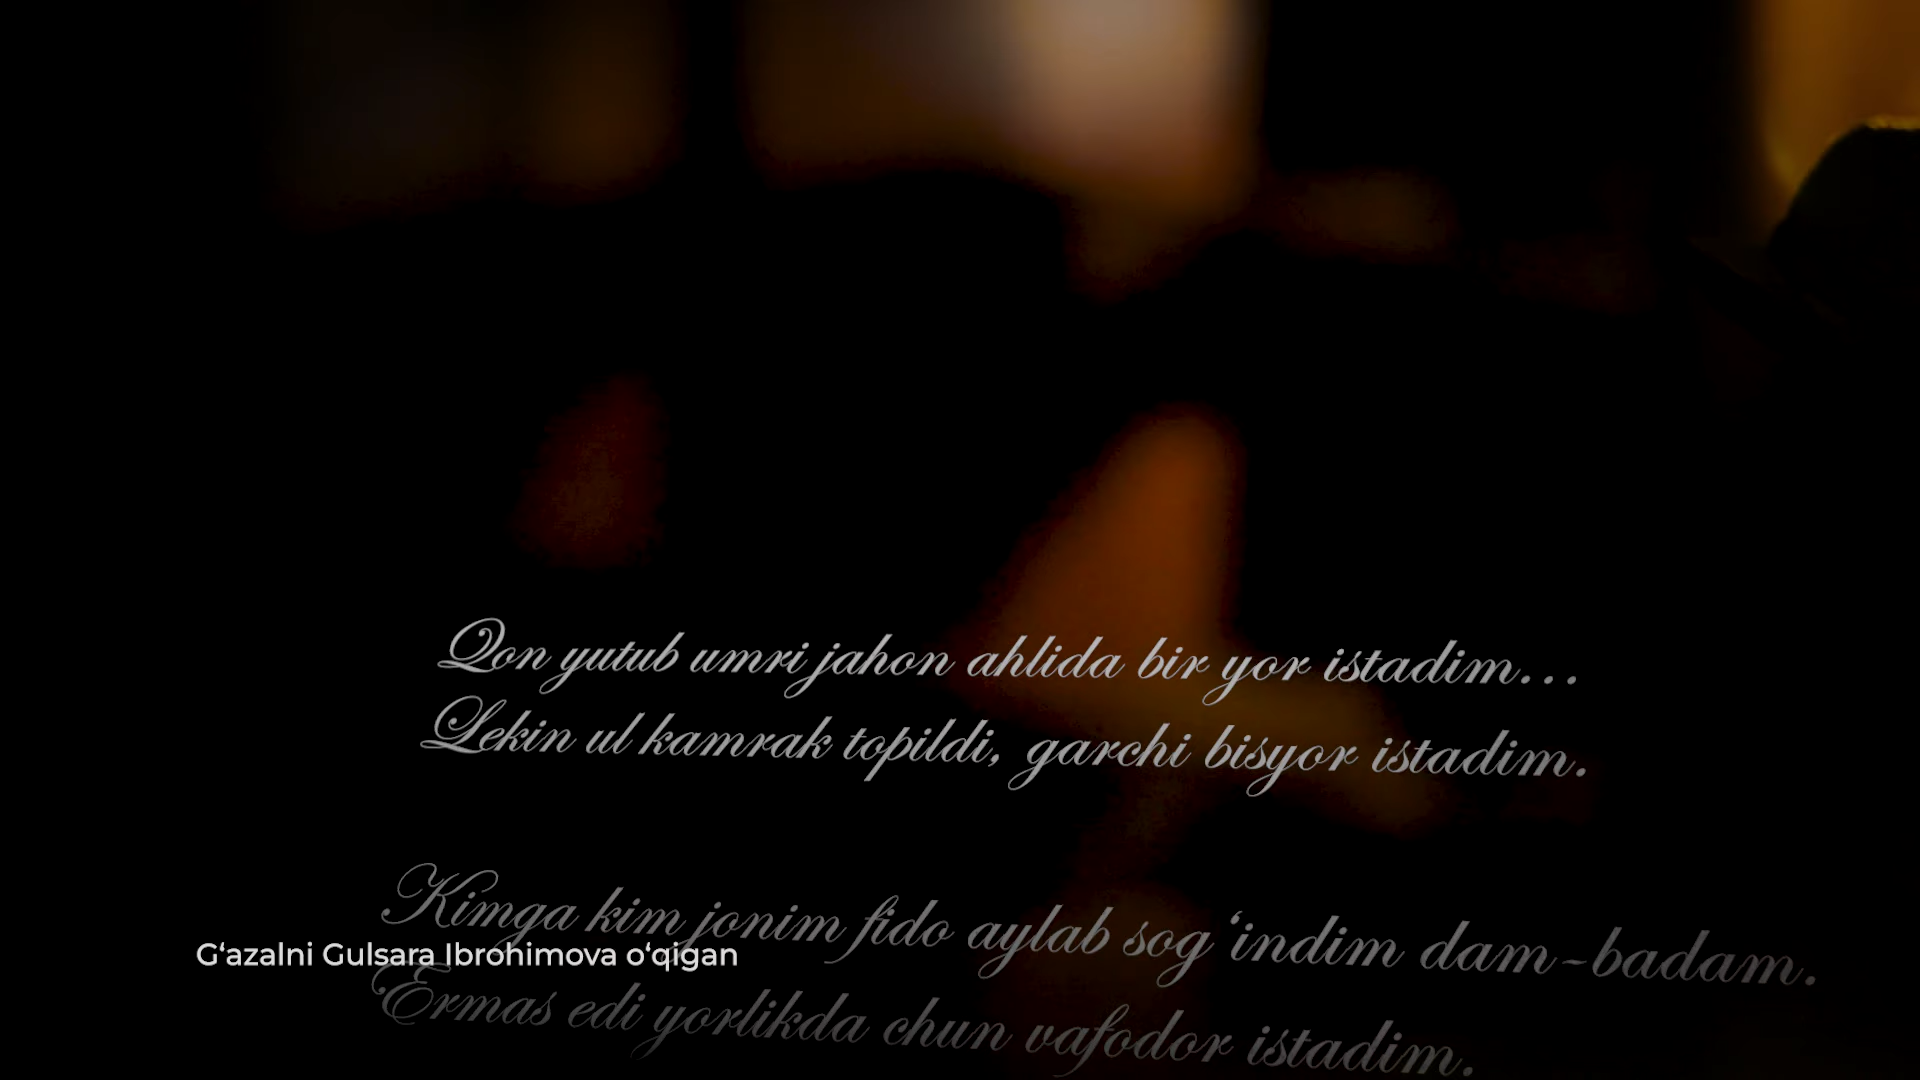 Qon yutub umri jahon ahlida bir yor istadim...
Lekin ul kamrak topildi, garchi bisyor istadim.
Kimga kim jonim fido aylab sog‘indim dam-badam.
G‘azalni Gulsara Ibrohimova o‘qigan
Ermas edi yorlikda chun vafodor istadim.